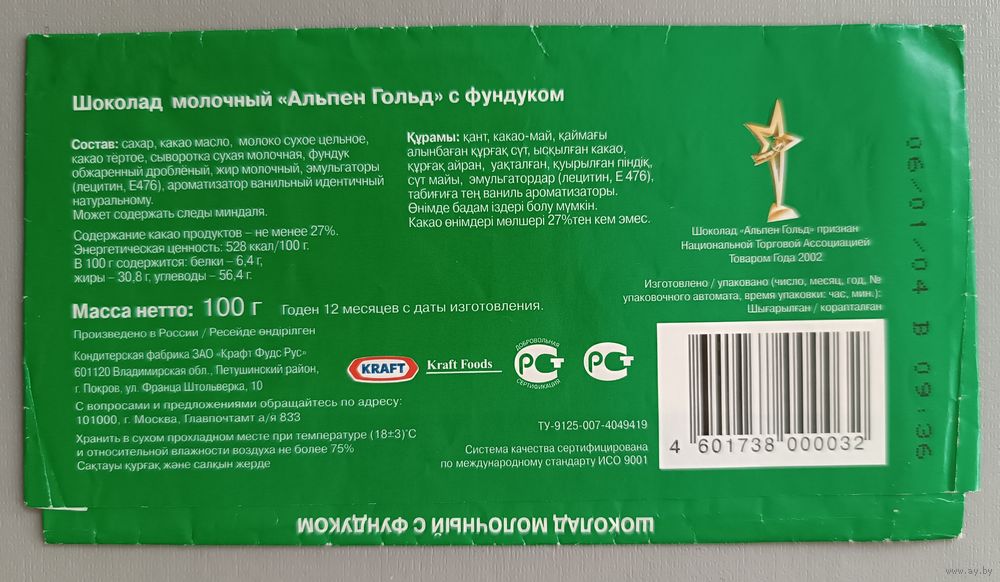 Шоколад молочный «Альпен Гольд» с фундуком
Состав: сахар, какао масло, молоко сухое цельное,
какао тёртое, сыворотка сухая молочная, фундук
обжаренный дроблёный, жир молочный, эмульгаторы
(лецитин, Е476), ароматизатор ванильный идентичный
натуральному.
Может содержать следы миндаля.
Содержание какао продуктов – не менее 27%.
Энергетическая ценность: 528 ккал/100 г.
В 100 г содержится: белки – 6,4 г,
жиры – 30,8 г, углеводы – 56,4 г.
Құрамы: қант, какао-май, қаймағы
алынбаған құрғақ сүт, ысқылған какао,
құрғақ айран, уақталған, қуырылған піндік,
сүт майы, эмульгатордар (лецитин, Е476),
табиғиға тең ваниль ароматизаторы.
Өнімде бадам іздері болу мүмкін.
Какао өнімдері мөлшері 27%тен кем эмес.
Шоколад «Альпен Гольд» признан
Национальной Торговой Ассоциацией
Товаром Года 2002
Масса нетто: 100 г Годен 12 месяцев с даты изготовления.
Изготовлено / упаковано (число, месяц, год, №
упаковочного автомата, время упаковки: час, мин.):
Шығарылған / корапталған
06/01/04 В 09:36
Произведено в России / Ресейде өндірілген
Кондитерская фабрика ЗАО «Крафт Фудс Рус»
601120 Владимирская обл., Петушинский район,
г. Покров, ул. Франца Штольверка, 10
KRAFT Kraft Foods
ДОБРОВОЛЬНАЯ
РСТ
СЕРТИФИКАЦИЯ
РСТ
С вопросами и предложениями обращайтесь по адресу:
101000, г. Москва, Главпочтамт а/я 833
Хранить в сухом прохладном месте при температуре (18±3)°С
и относительной влажности воздуха не более 75%
Сақтауы құрғақ және салқын жерде
ТУ-9125-007-4049419
Система качества сертифицирована
по международному стандарту ИСО 9001
4 601738 000032
ШОКОЛАД МОЛОЧНЫЙ С ФУНДУКОМ
www.ay.by